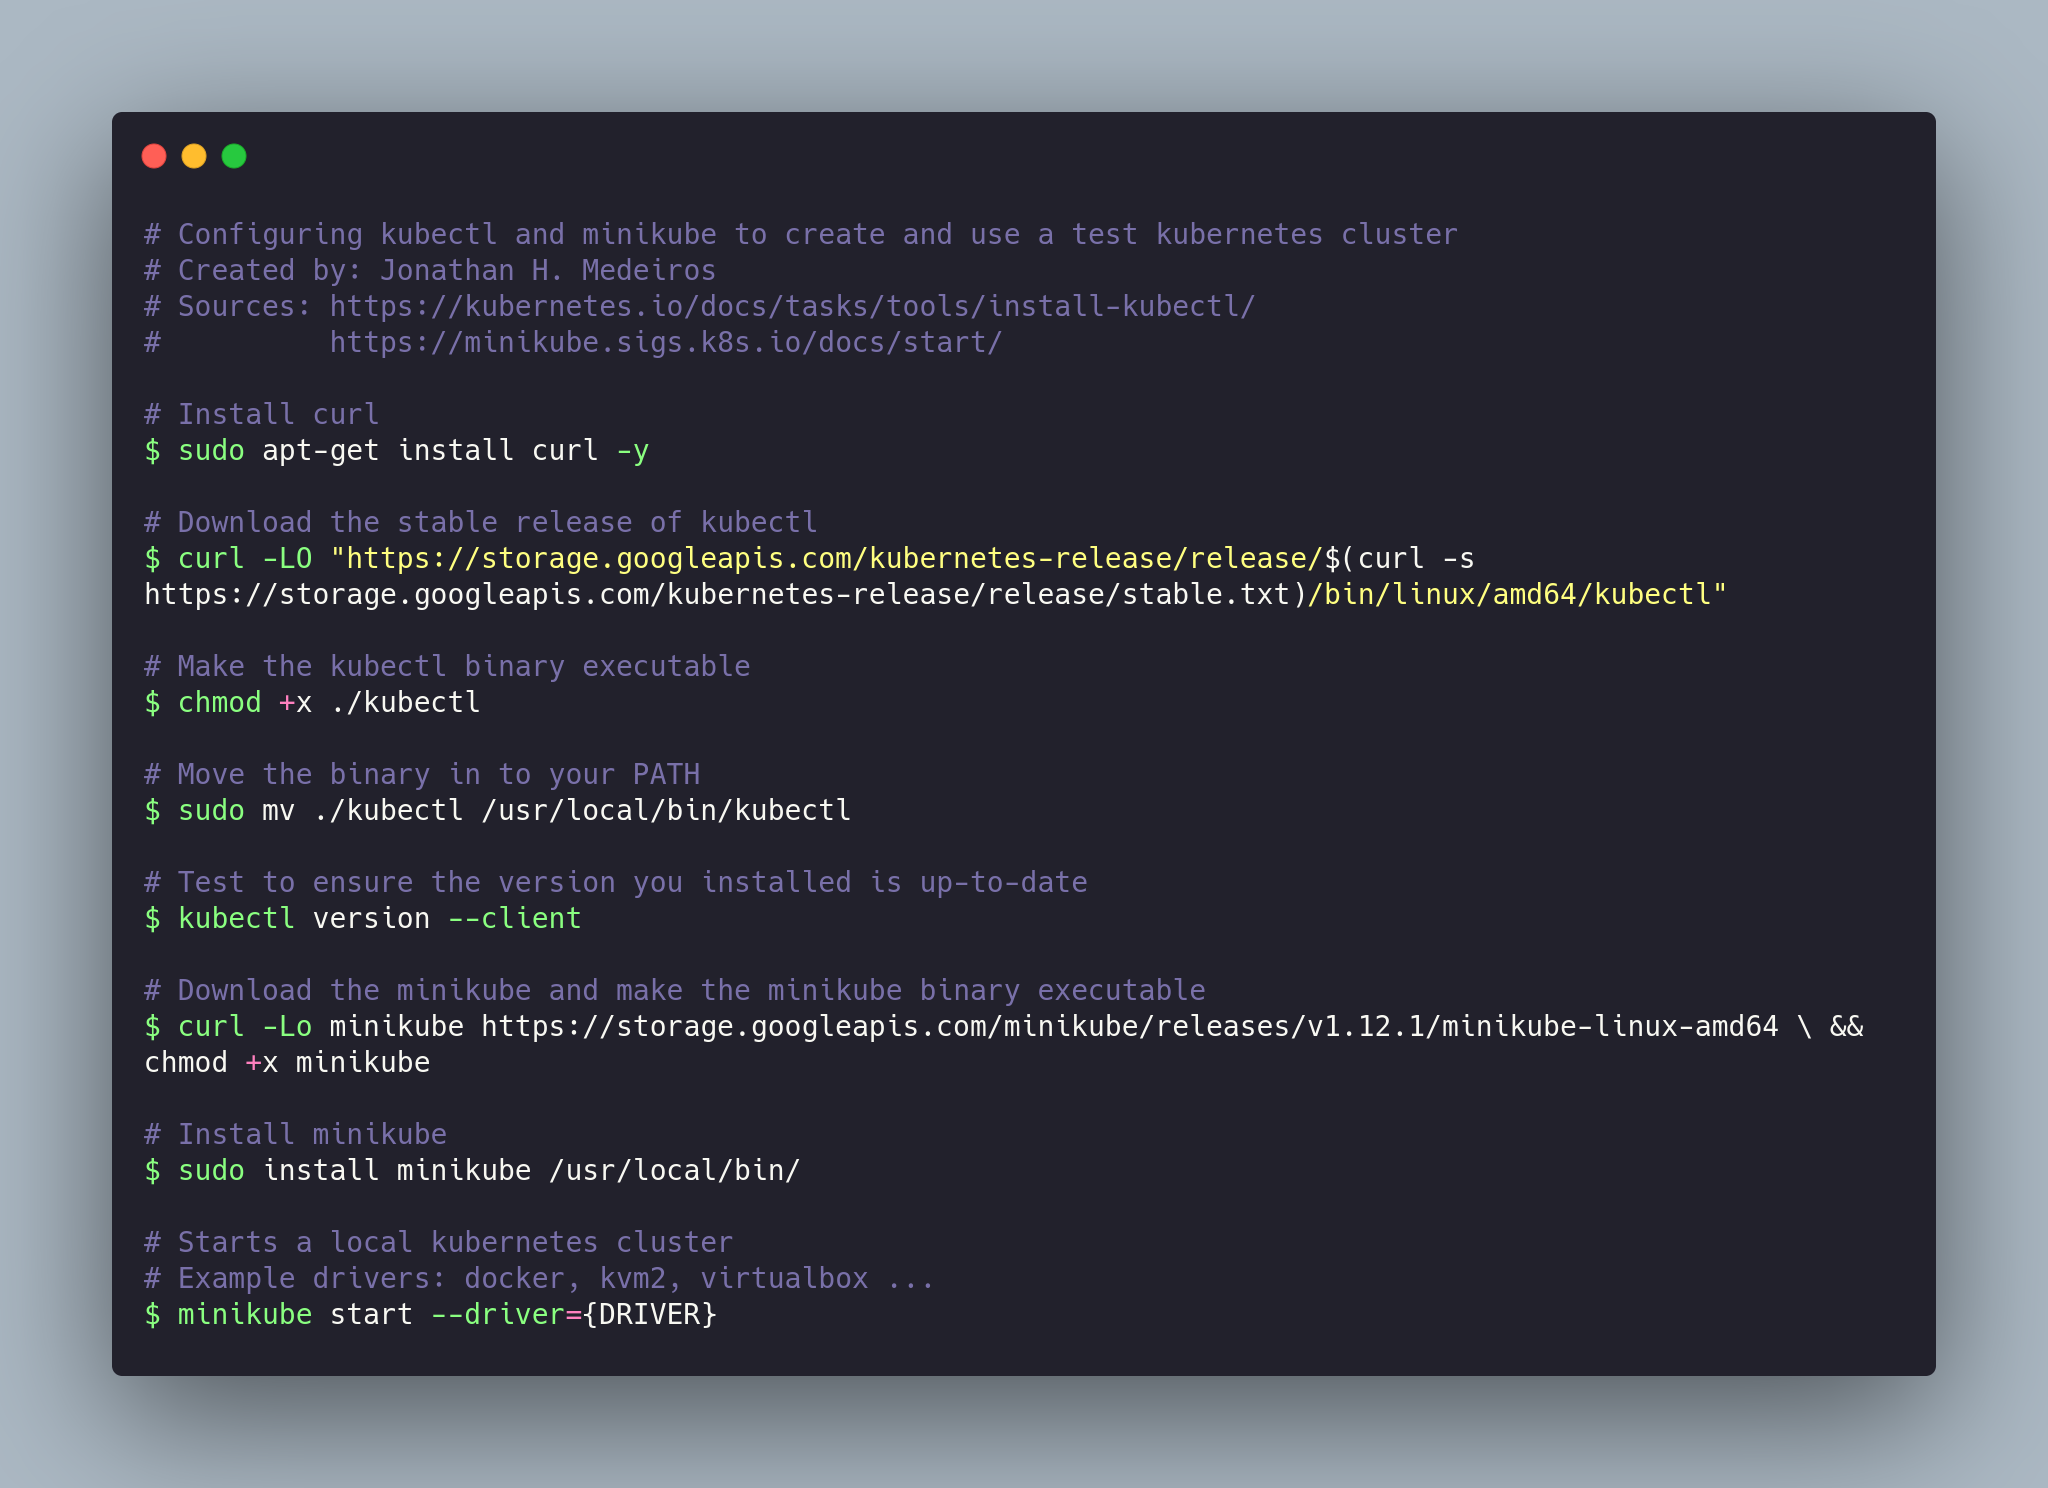 # Configuring kubectl and minikube to create and use a test kubernetes cluster
# Created by: Jonathan H. Medeiros
# Sources: https://kubernetes.io/docs/tasks/tools/install-kubectl/
#          https://minikube.sigs.k8s.io/docs/start/

# Install curl
$ sudo apt-get install curl -y

# Download the stable release of kubectl
$ curl -LO "https://storage.googleapis.com/kubernetes-release/release/$(curl -s
https://storage.googleapis.com/kubernetes-release/release/stable.txt)/bin/linux/amd64/kubectl"

# Make the kubectl binary executable
$ chmod +x ./kubectl

# Move the binary in to your PATH
$ sudo mv ./kubectl /usr/local/bin/kubectl

# Test to ensure the version you installed is up-to-date
$ kubectl version --client

# Download the minikube and make the minikube binary executable
$ curl -Lo minikube https://storage.googleapis.com/minikube/releases/v1.12.1/minikube-linux-amd64 \ &&
chmod +x minikube

# Install minikube
$ sudo install minikube /usr/local/bin/

# Starts a local kubernetes cluster
# Example drivers: docker, kvm2, virtualbox ...
$ minikube start --driver={DRIVER}